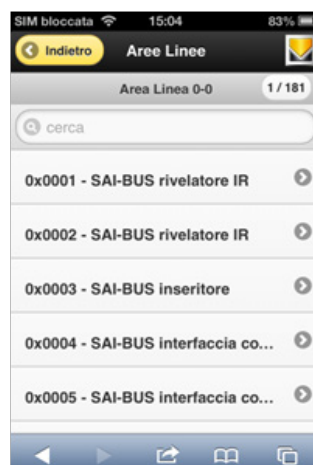 SIM bloccata 15:04 83%
Indietro Aree Linee
Area Linea 0-0 1 / 181
cerca
0x0001 - SAI-BUS rivelatore IR
0x0002 - SAI-BUS rivelatore IR
0x0003 - SAI-BUS inseritore
0x0004 - SAI-BUS interfaccia co...
0x0005 - SAI-BUS interfaccia co...